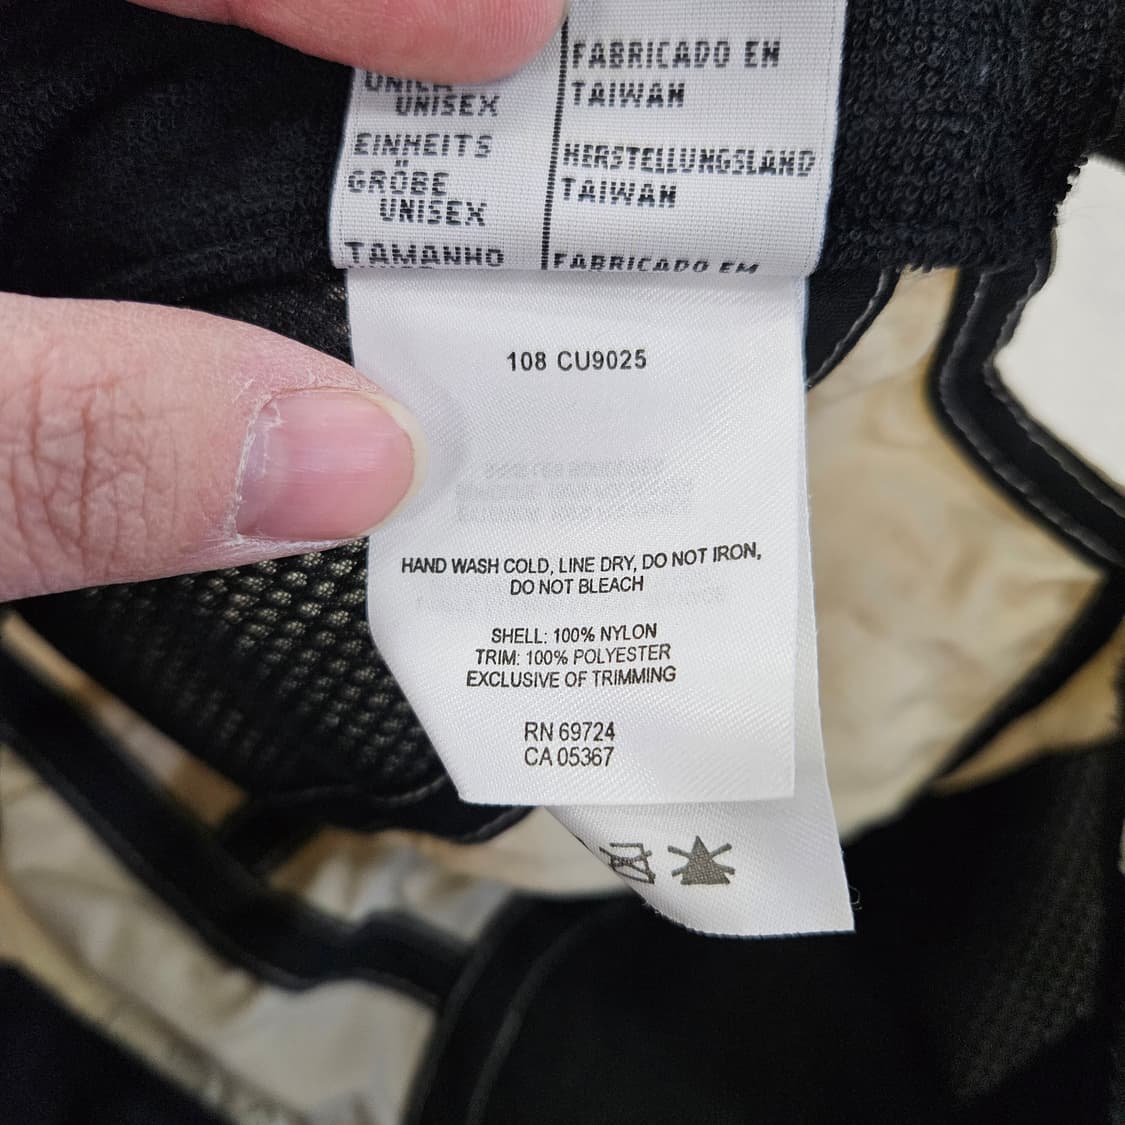 UNISEX
EINHEITS
GRÖBE
UNISEX
TAMANHO
FABRICADO EN
TAIWAN
HERSTELLUNGSLAND
TAIWAN
FABRICADO EM
108 CU9025
HAND WASH COLD, LINE DRY, DO NOT IRON,
DO NOT BLEACH
SHELL: 100% NYLON
TRIM: 100% POLYESTER
EXCLUSIVE OF TRIMMING
RN 69724
CA 05367